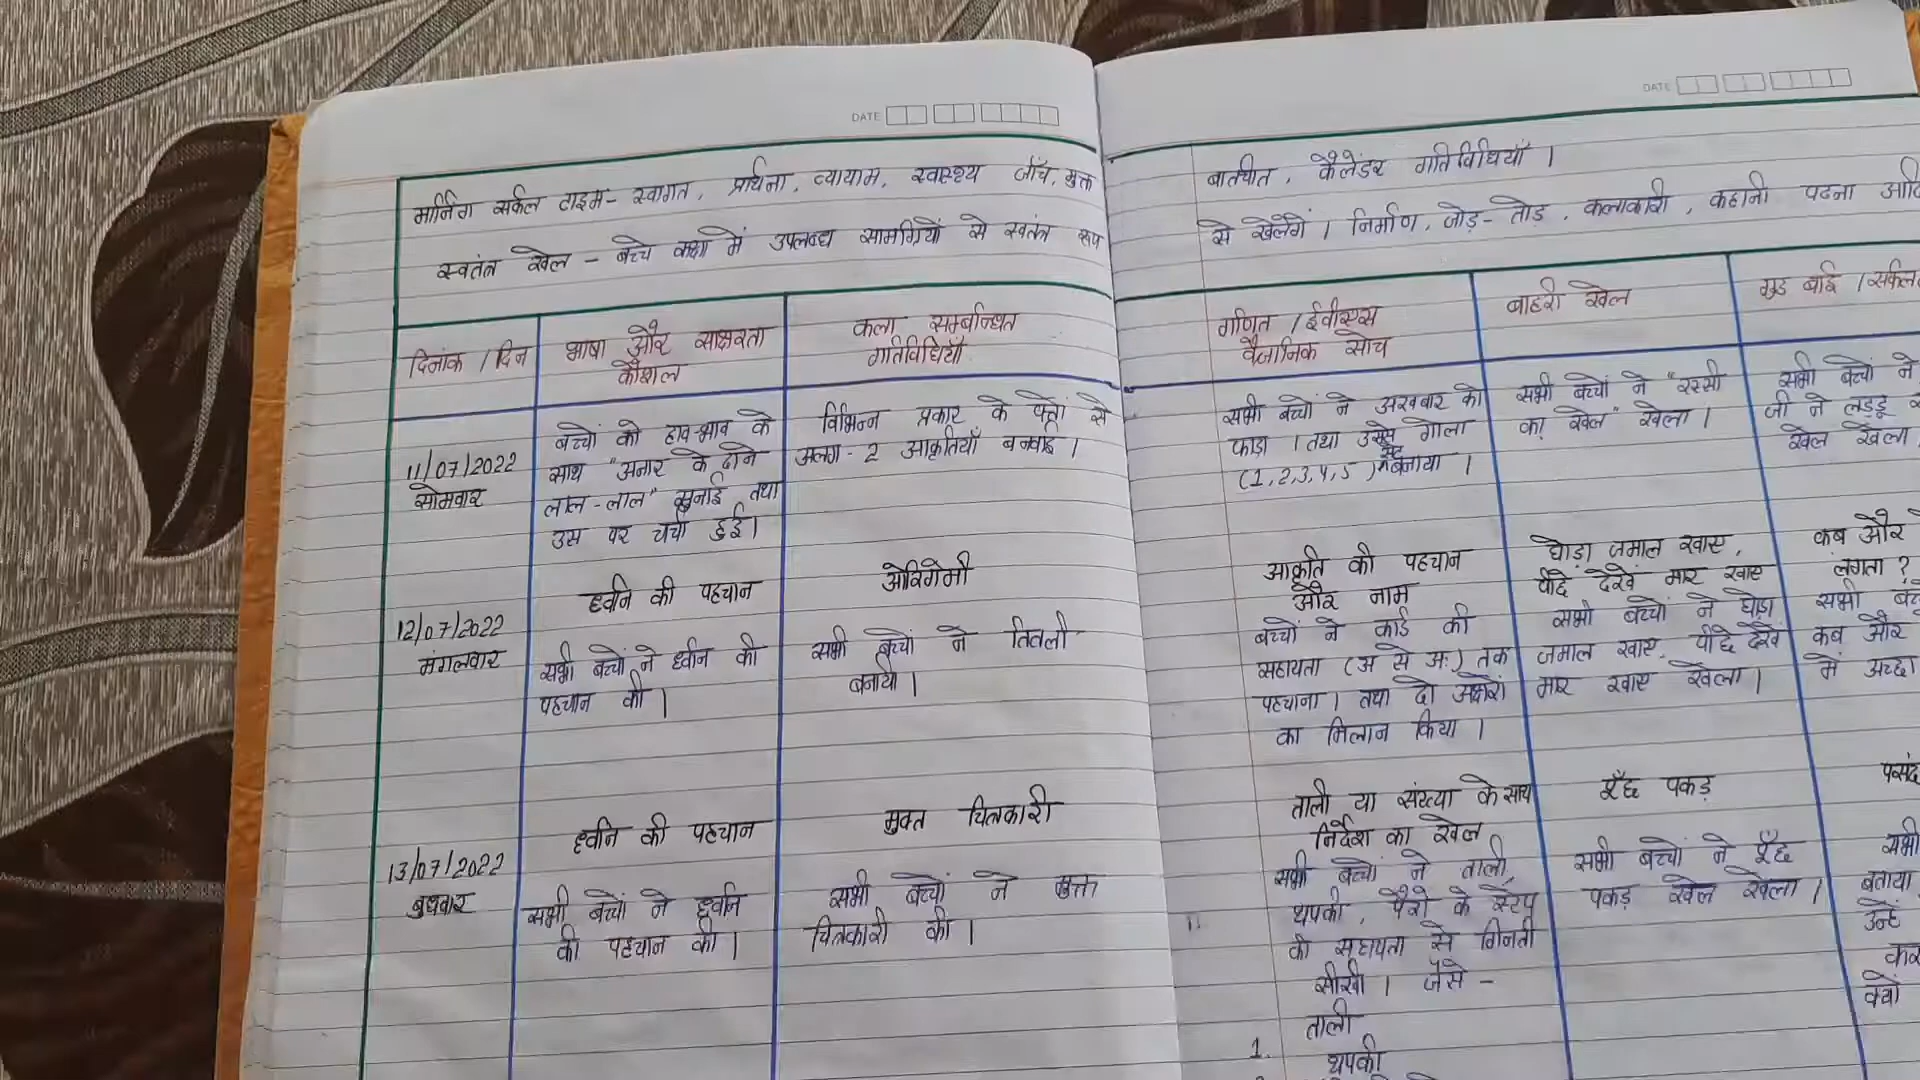 DATE
मार्निंग सर्कल टाइम- स्वागत, प्रार्थना, व्यायाम, स्वास्थ्य जाँच, मुक्त
स्वतंत्र खेल - बच्चे कक्षा में उपलब्ध सामग्रियों से स्वतंत्र रूप
दिनांक / दिन
भाषा और साक्षरता
कौशल
कला सम्बन्धित
गतिविधियाँ
11/07/2022
सोमवार
बच्चों को हाव-भाव के
साथ "अनार के दाने
लाल-लाल" सुनाई तथा
उस पर चर्चा हुई।
विभिन्न प्रकार के पत्तों से
अलग-2 आकृतियाँ बनवाई।
12/07/2022
मंगलवार
ध्वनि की पहचान
सभी बच्चों ने ध्वनि की
पहचान की।
ओरिगेमी
सभी बच्चों ने तितली
बनायी।
13/07/2022
बुधवार
ध्वनि की पहचान
सभी बच्चों ने ध्वनि
की पहचान की।
मुक्त चित्रकारी
सभी बच्चों ने मुक्त
चित्रकारी की।
DATE
बातचीत, कैलेंडर गतिविधियाँ।
से खेलेंगें। निर्माण, जोड़-तोड़, कलाकारी, कहानी पढना आदि
गणित / ईवीएस
वैज्ञानिक सोच
बाहरी खेल
गुड बाई / सर्कल
सभी बच्चों ने अखबार को
फाड़ा। तथा उससे गोला
(1,2,3,4,5) सेट बनाया।
सभी बच्चों ने "रस्सी
का खेल" खेला।
सभी बच्चों ने
जी ने लड्डू
खेल खेला
आकृति की पहचान
और नाम
बच्चों ने कार्ड की
सहायता (अ से अः) तक
पहचाना। तथा दो अक्षरों
का मिलान किया।
घोड़ा जमाल खाए,
पीछे देखे मार खाए
सभी बच्चों ने घोड़ा
जमाल खाए, पीछे देखे
मार खाए खेला।
कब और
लगता ?
सभी
कब और
में अच्छा
ताली या संख्या के साथ
निर्देश का खेल
सभी बच्चों ने ताली,
थपकी, पैरों के स्टेप
की सहायता से गिनती
सीखी। जैसे -
ताली
1.
थपकी
पूँछ पकड़
सभी बच्चों ने पूँछ
पकड़ खेल खेला।
पसंद
सभी
बताया
उन्हें
क्यों